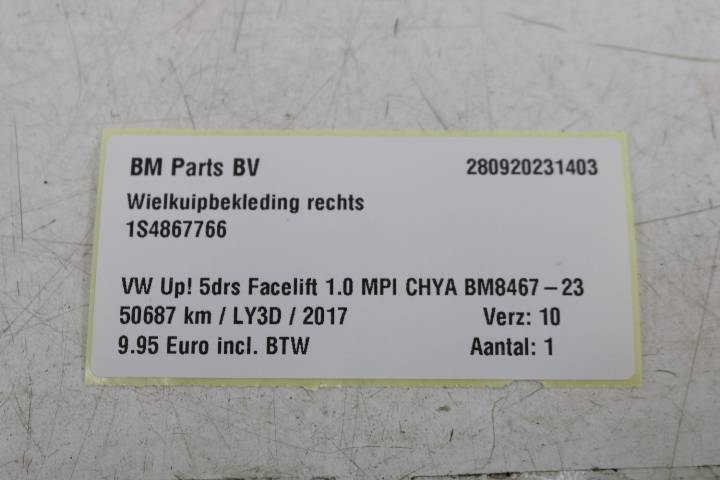 BM Parts BV 280920231403
Wielkuipbekleding rechts
1S4867766
VW Up! 5drs Facelift 1.0 MPI CHYA BM8467-23
50687 km / LY3D / 2017 Verz: 10
9.95 Euro incl. BTW Aantal: 1